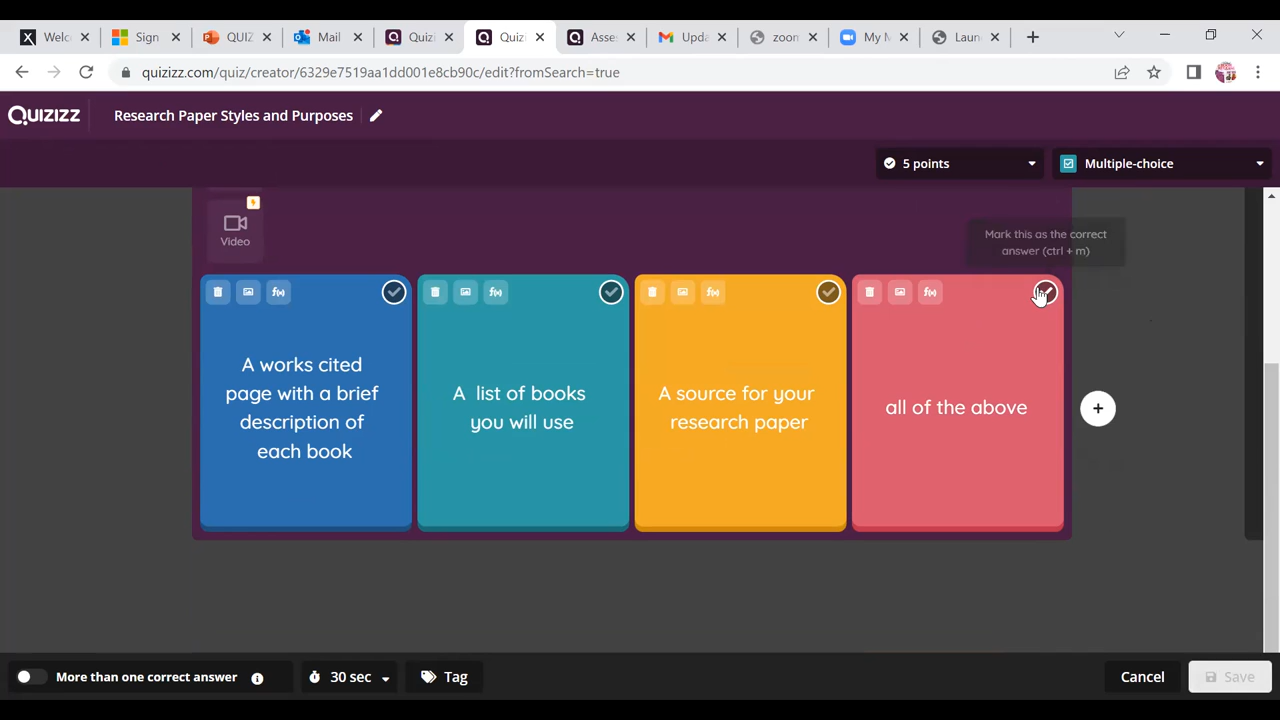 Welc
Sign
QUIZ
Mail
Quizi
Quizi
Asse
Upda
zoom
My M
Laun
quizizz.com/quiz/creator/6329e7519aa1dd001e8cb90c/edit?fromSearch=true
QUIZIZZ
Research Paper Styles and Purposes
5 points
Multiple-choice
Video
Mark this as the correct
answer (ctrl + m)
f(x)
f(x)
f(x)
f(x)
A works cited
page with a brief
description of
each book
A list of books
you will use
A source for your
research paper
all of the above
More than one correct answer
30 sec
Tag
Cancel
Save